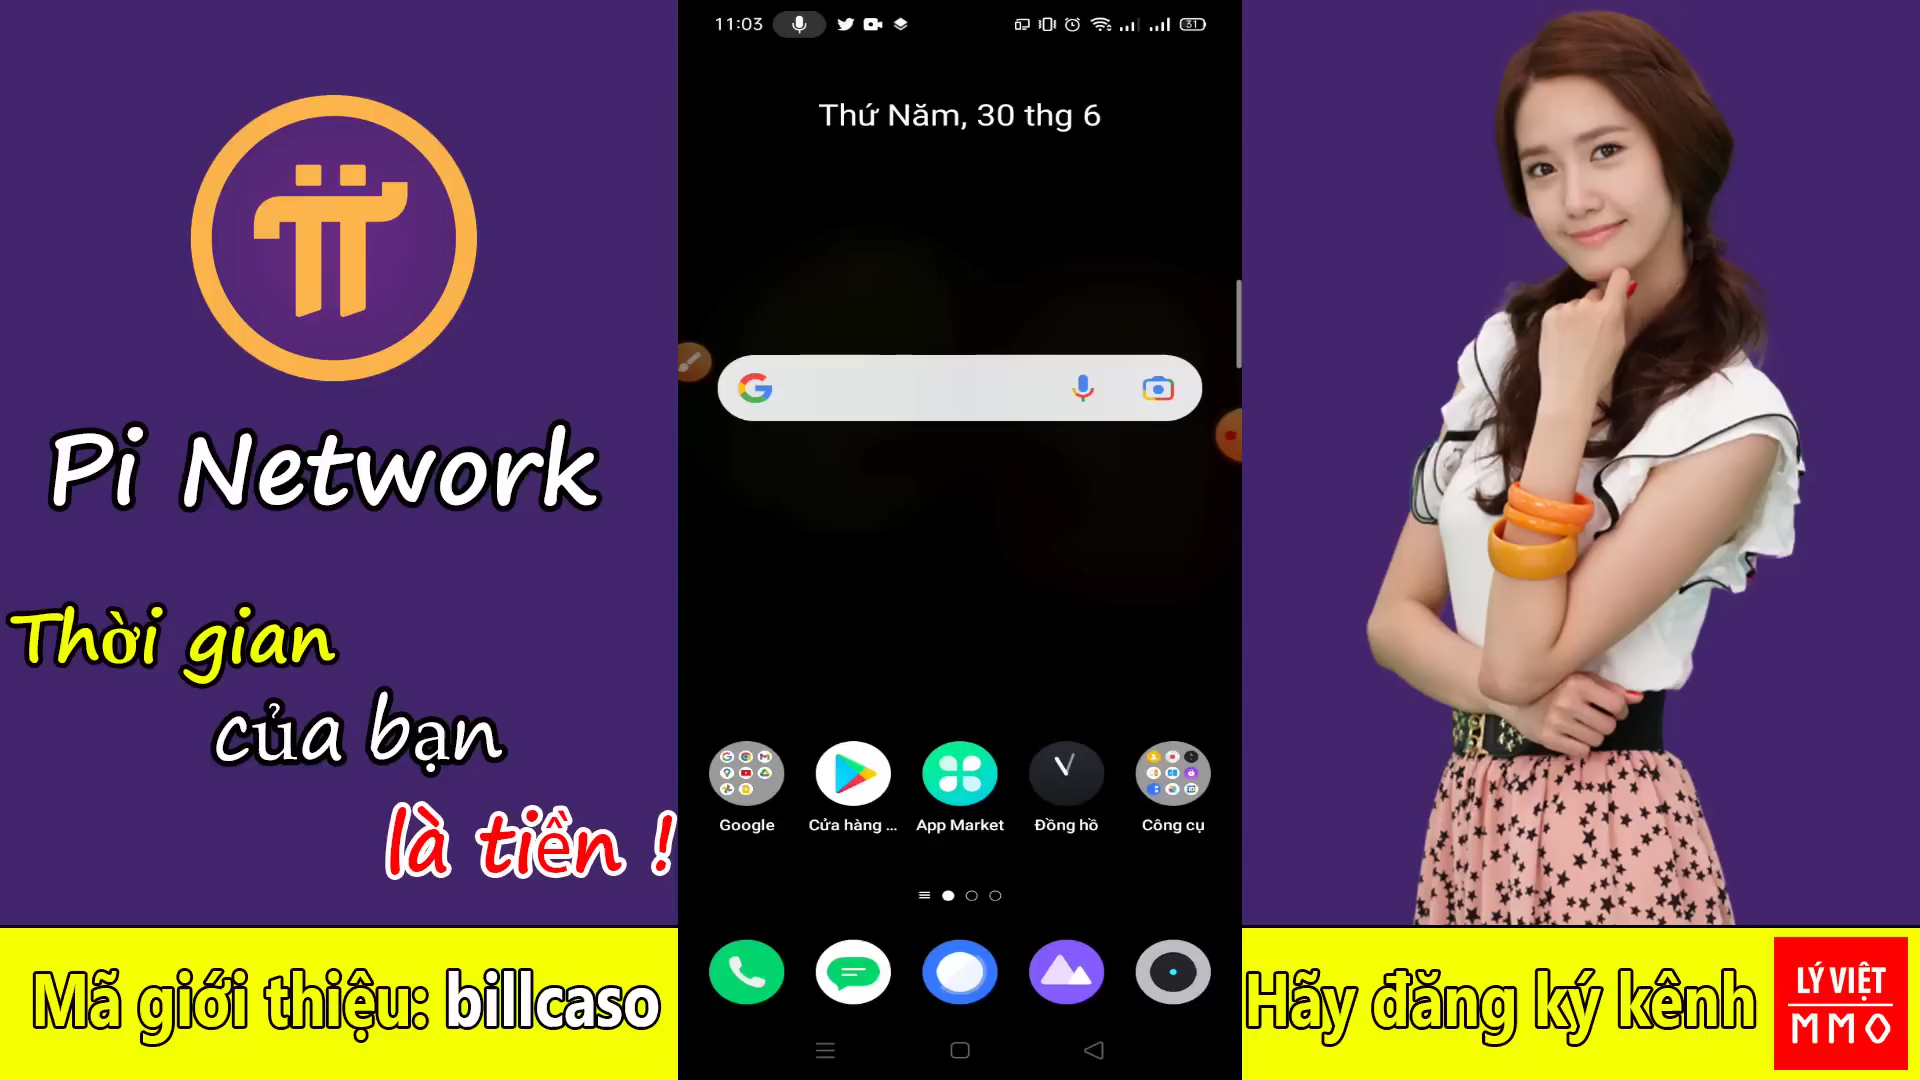 11:03
31
Thứ Năm, 30 thg 6
Pi Network
Thời gian
của bạn
là tiền !
Google
Cửa hàng ...
App Market
Đồng hồ
Công cụ
Mã giới thiệu: billcaso
Hãy đăng ký kênh
LÝ VIỆT
MMO